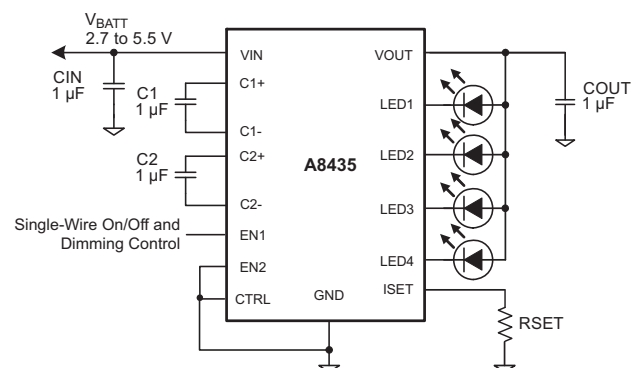 VBATT
2.7 to 5.5 V
CIN
1 µF
C1
1 µF
C2
1 µF
Single-Wire On/Off and
Dimming Control
VIN
C1+
C1-
C2+
C2-
EN1
EN2
CTRL
A8435
GND
VOUT
LED1
LED2
LED3
LED4
ISET
COUT
1 µF
RSET